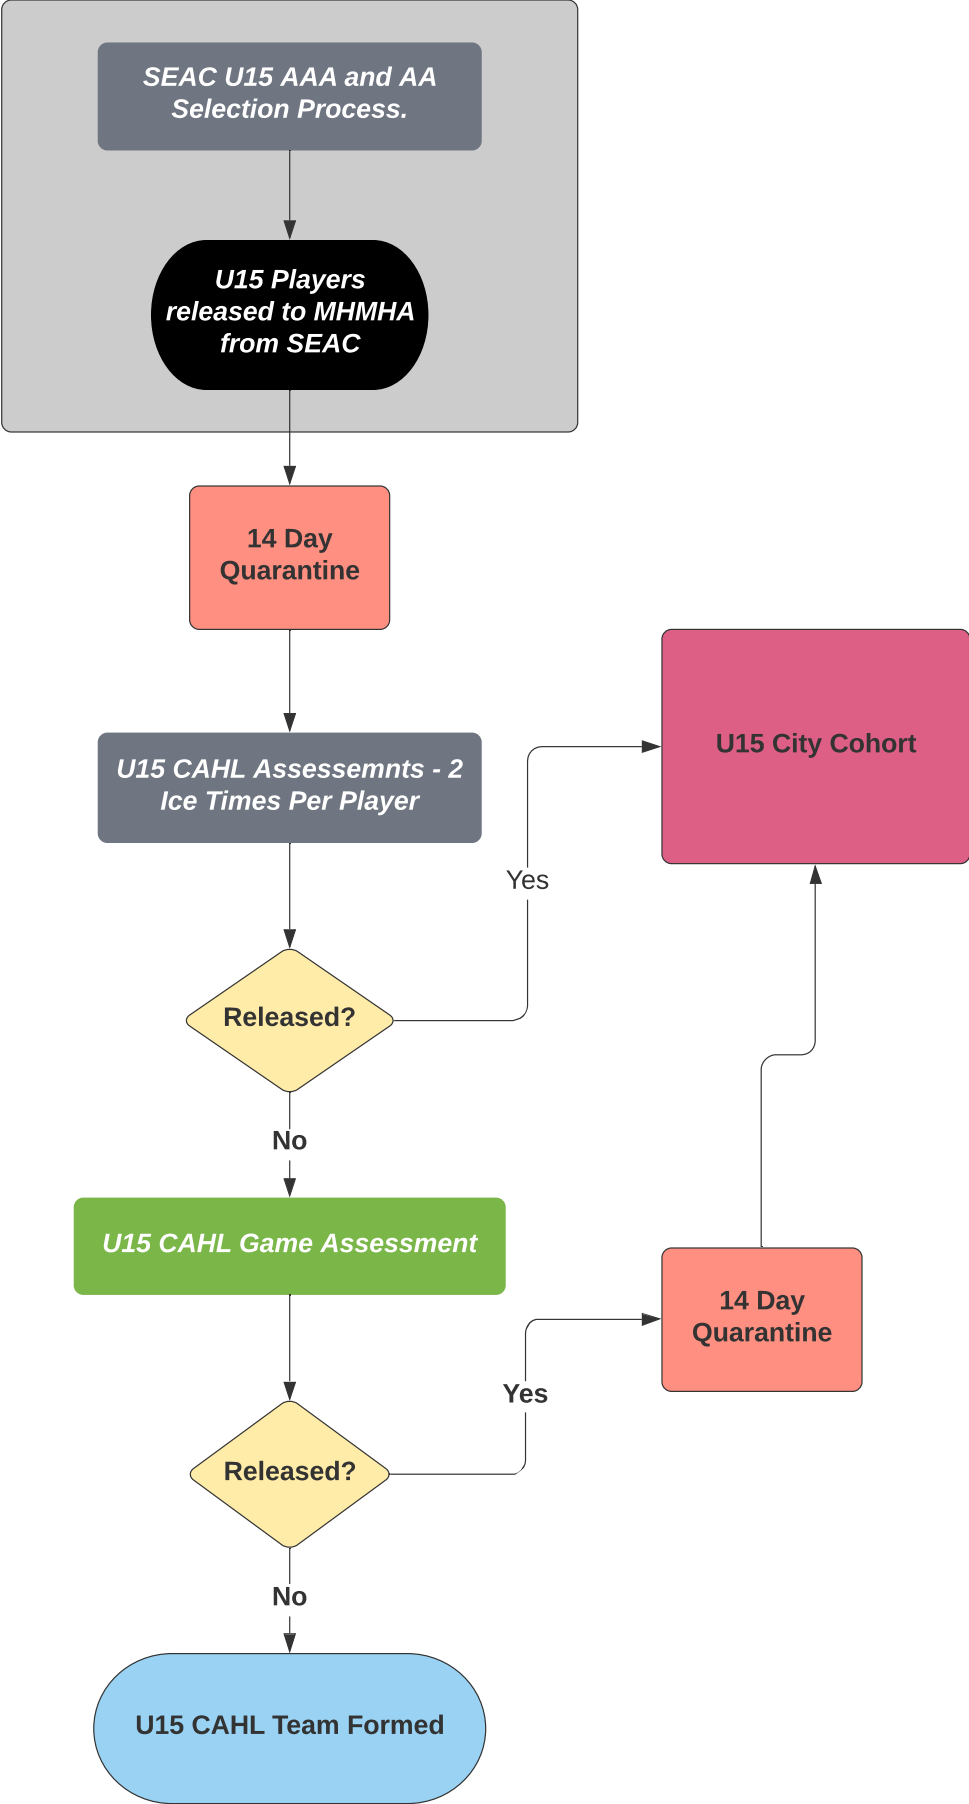 SEAC U15 AAA and AA
Selection Process.
U15 Players
released to MHMHA
from SEAC
14 Day
Quarantine
U15 CAHL Assessemnts - 2
Ice Times Per Player
U15 City Cohort
Yes
Released?
No
U15 CAHL Game Assessment
14 Day
Quarantine
Yes
Released?
No
U15 CAHL Team Formed